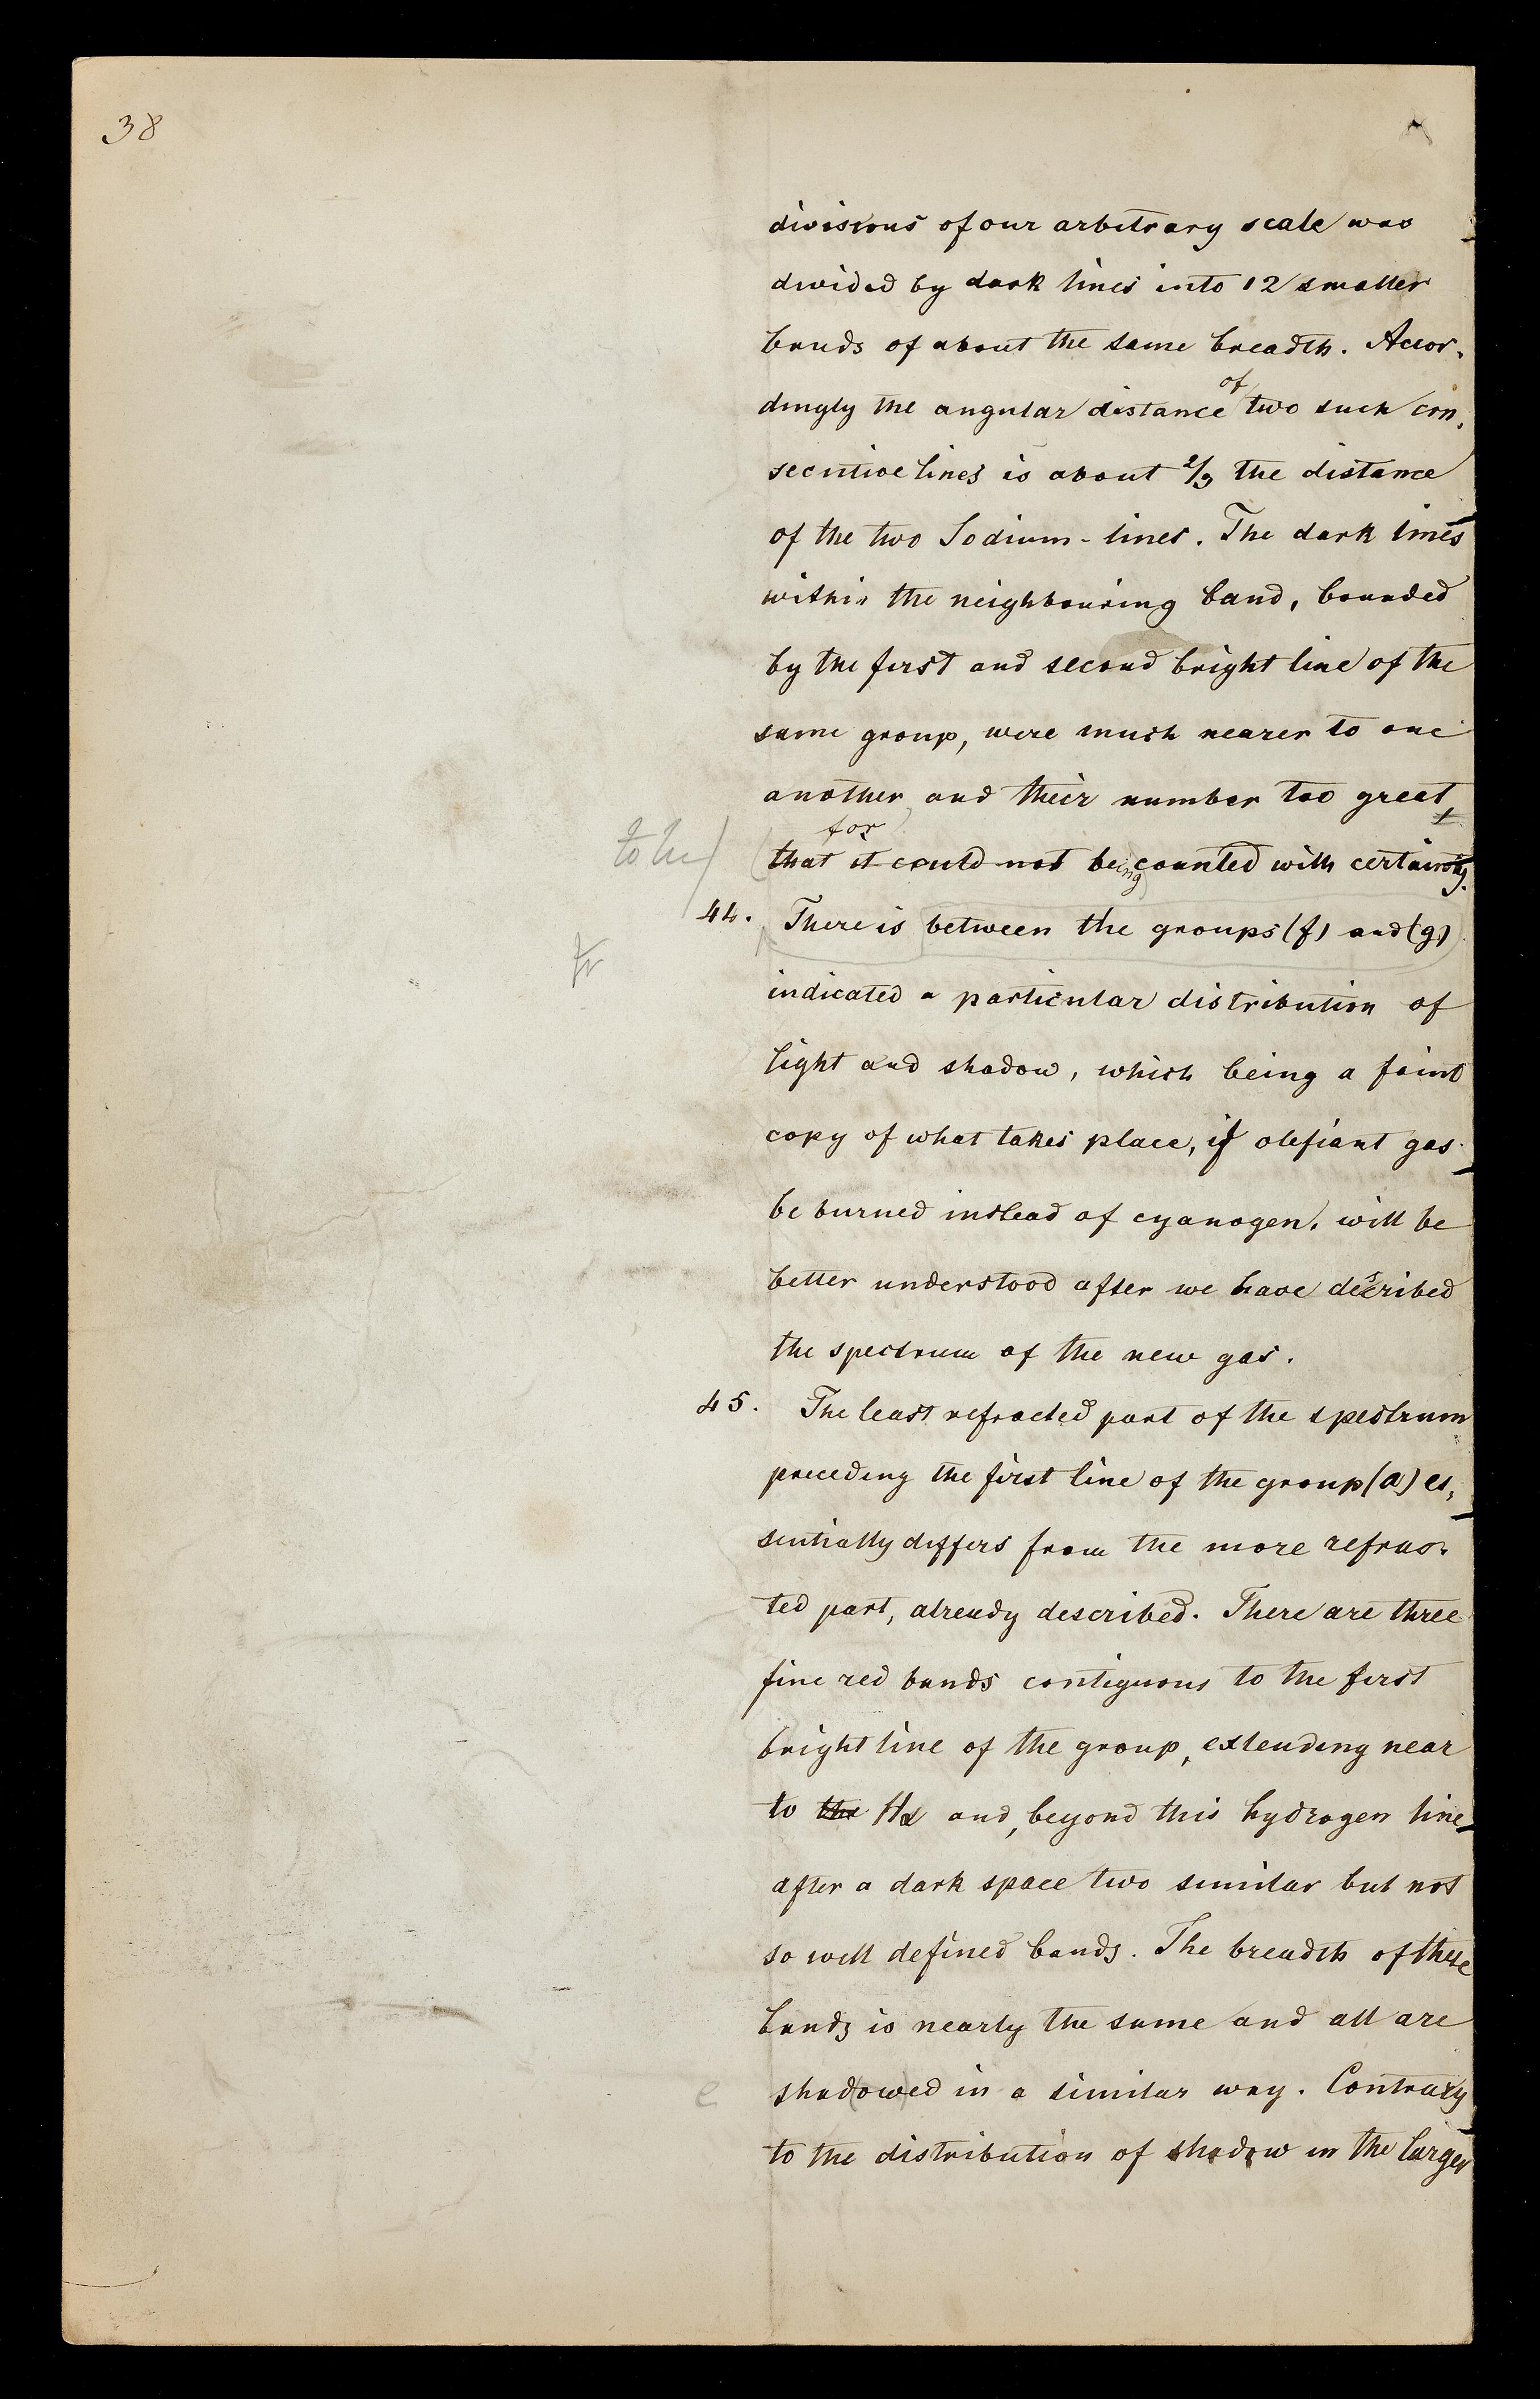 38
divisions of our arbitrary scale was
divided by dark lines into 12 smaller
bands of about the same breadth. Accor-
dingly the angular distance of two such con-
secutive lines is about 2/3 the distance
of the two Sodium-lines. The dark lines
within the neighbouring band, bounded
by the first and second bright line of the
same group, were much nearer to one
another, and their number too great,
for
to be
that it could not being counted with certainty.
44. There is between the groups (f) and (g)
tr
indicated a particular distribution of
light and shadow, which being a faint
copy of what takes place, if olefiant gas
be burned instead of cyanogen, will be
better understood after we have described
the spectrum of the new gas.
45. The least refracted part of the spectrum
preceding the first line of the group (a) es-
sentially differs from the more refrac-
ted part, already described. There are three
fine red bands contiguous to the first
bright line of the group, extending near
to the Hα and, beyond this hydrogen line,
after a dark space two similar but not
so well defined bands. The breadth of these
bands is nearly the same and all are
e shadowed in a similar way. Contrary
to the distribution of shadow in the larger